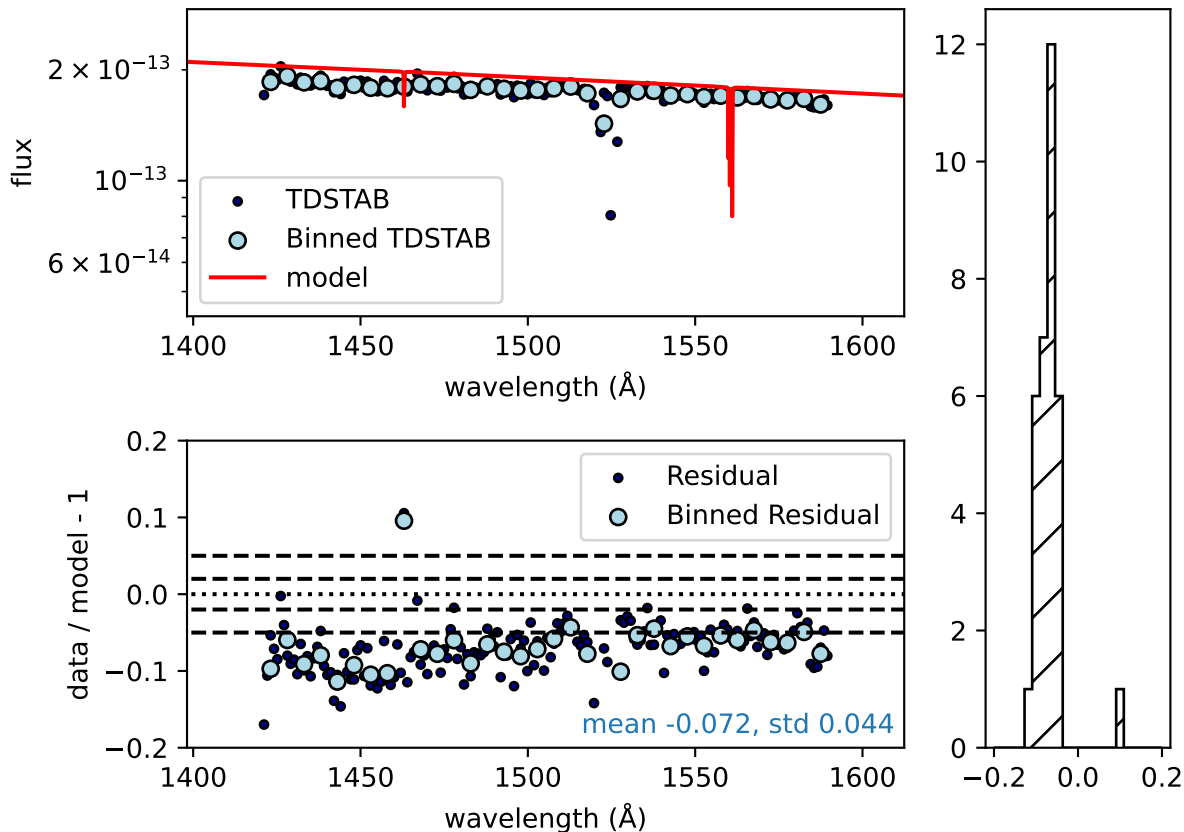 2 × 10⁻¹³
10⁻¹³
6 × 10⁻¹⁴
flux
TDSTAB
Binned TDSTAB
model
1400 1450 1500 1550 1600
wavelength (Å)
0.2
0.1
0.0
−0.1
−0.2
data / model - 1
Residual
Binned Residual
mean -0.072, std 0.044
1400 1450 1500 1550 1600
wavelength (Å)
12
10
8
6
4
2
0
−0.2 0.0 0.2